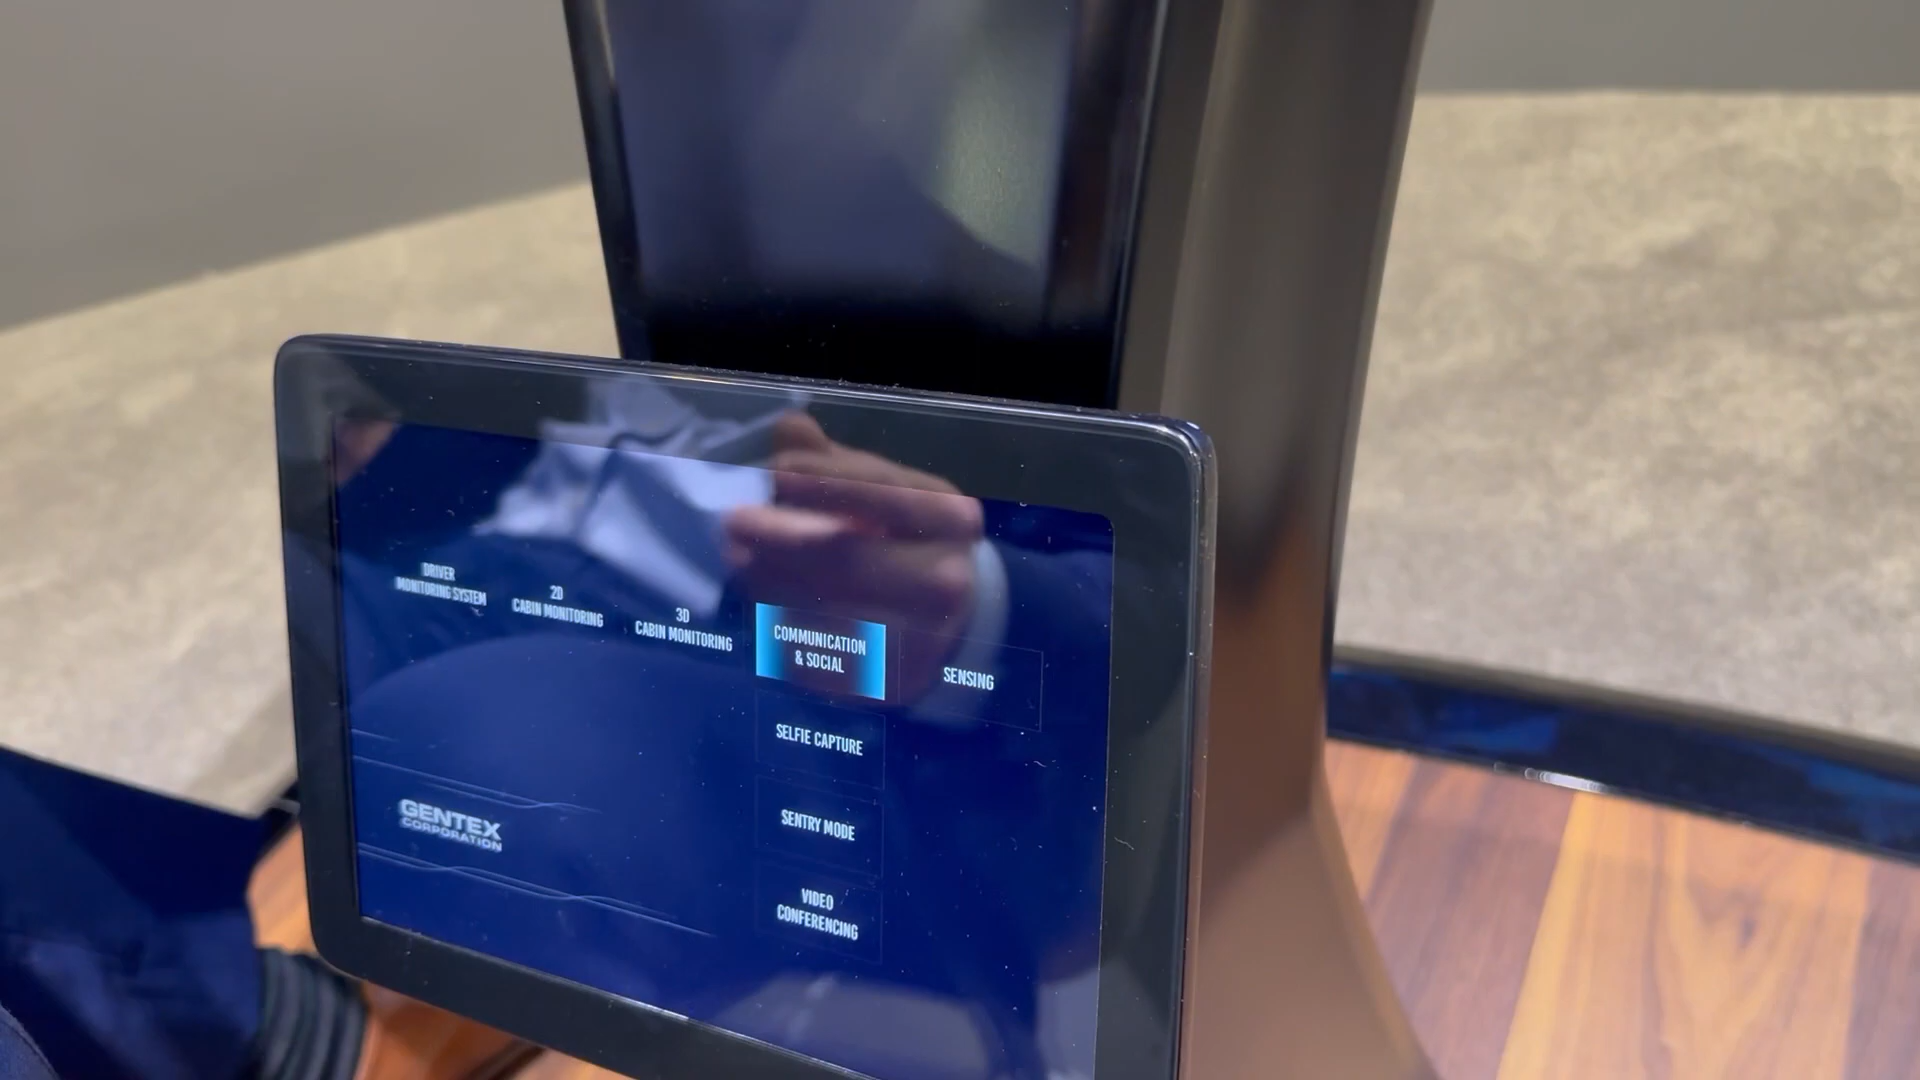 DRIVER
MONITORING SYSTEM
2D
CABIN MONITORING
3D
CABIN MONITORING
COMMUNICATION
& SOCIAL
SENSING
SELFIE CAPTURE
SENTRY MODE
VIDEO
CONFERENCING
GENTEX
CORPORATION